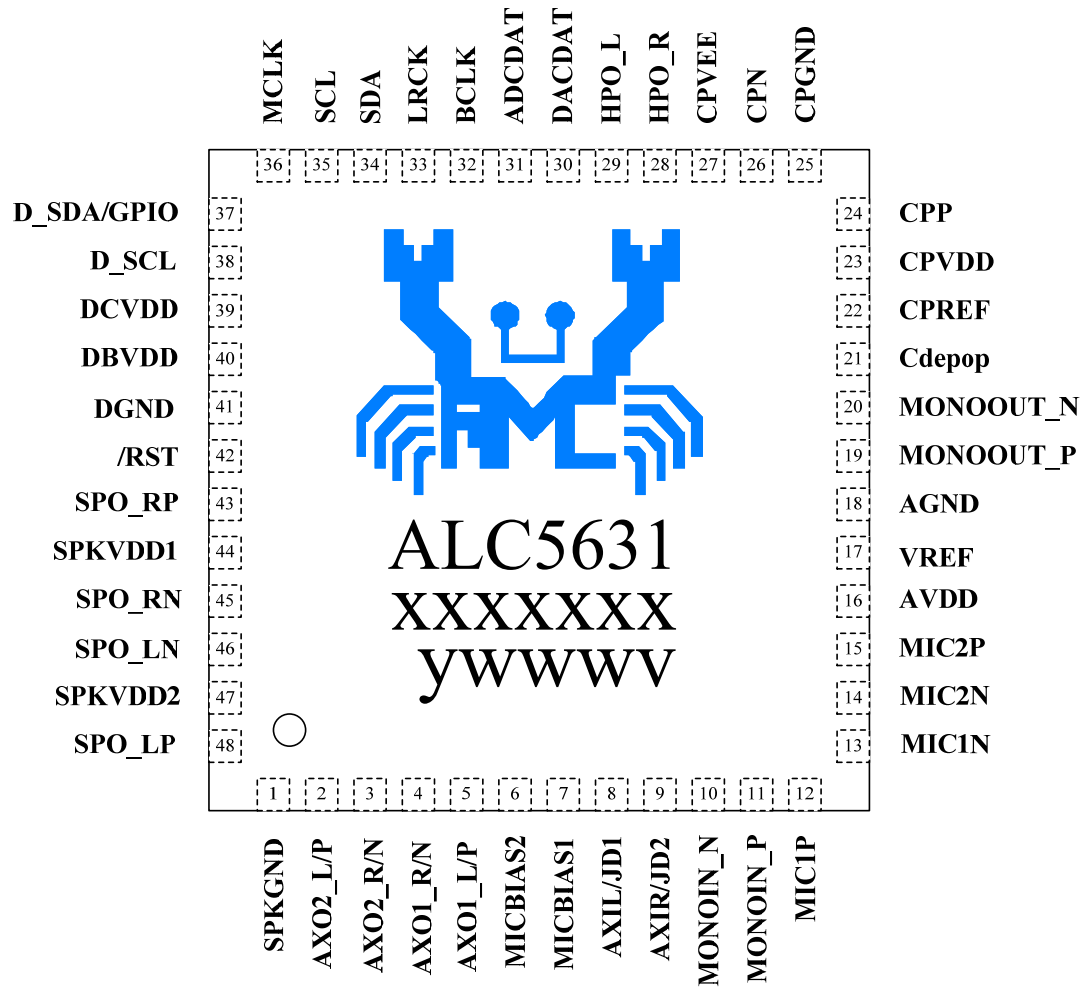 MCLK
SCL
SDA
LRCK
BCLK
ADCDAT
DACDAT
HPO_L
HPO_R
CPVEE
CPN
CPGND
36 35 34 33 32 31 30 29 28 27 26 25
D_SDA/GPIO 37
D_SCL 38
DCVDD 39
DBVDD 40
DGND 41
/RST 42
SPO_RP 43
SPKVDD1 44
SPO_RN 45
SPO_LN 46
SPKVDD2 47
SPO_LP 48
AMC
ALC5631
xxxxxxx
ywwwv
24 CPP
23 CPVDD
22 CPREF
21 Cdepop
20 MONOOUT_N
19 MONOOUT_P
18 AGND
17 VREF
16 AVDD
15 MIC2P
14 MIC2N
13 MIC1N
1 2 3 4 5 6 7 8 9 10 11 12
SPKGND
AXO2_L/P
AXO2_R/N
AXO1_R/N
AXO1_L/P
MICBIAS2
MICBIAS1
AXIL/JD1
AXIR/JD2
MONOIN_N
MONOIN_P
MIC1P